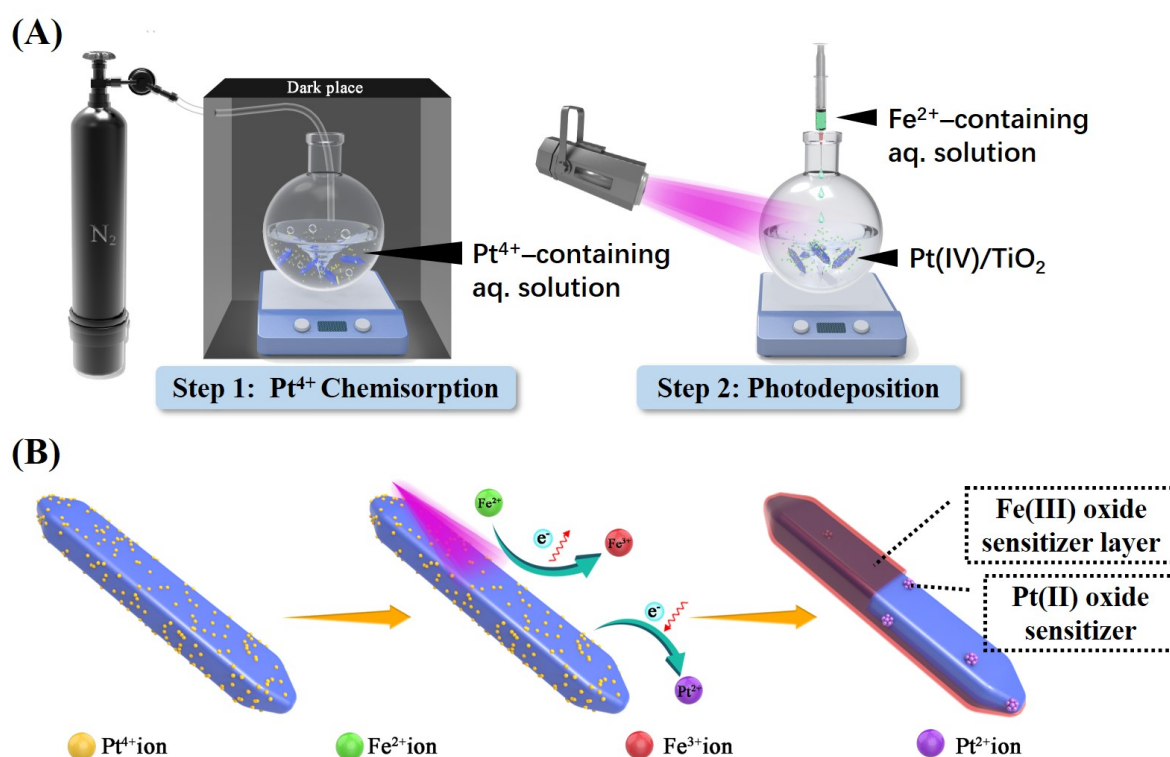 (A)
Dark place
N₂
Fe²⁺–containing
aq. solution
Pt⁴⁺–containing
aq. solution
Pt(IV)/TiO₂
Step 1: Pt⁴⁺ Chemisorption
Step 2: Photodeposition
(B)
Fe²⁺
e⁻
Fe³⁺
e⁻
Pt²⁺
Fe(III) oxide
sensitizer layer
Pt(II) oxide
sensitizer
Pt⁴⁺ion
Fe²⁺ion
Fe³⁺ion
Pt²⁺ion